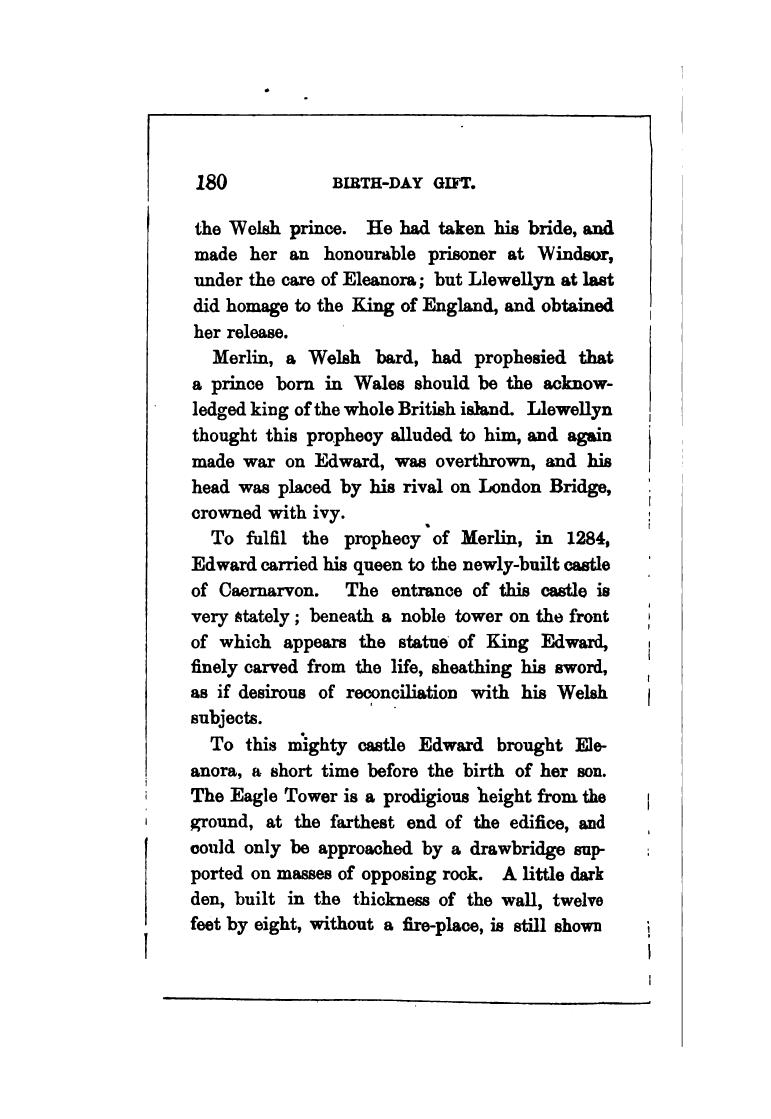 180 BIRTH-DAY GIFT.
the Welsh prince. He had taken his bride, and
made her an honourable prisoner at Windsor,
under the care of Eleanora; but Llewellyn at last
did homage to the King of England, and obtained
her release.
Merlin, a Welsh bard, had prophesied that
a prince born in Wales should be the acknow-
ledged king of the whole British island. Llewellyn
thought this prophecy alluded to him, and again
made war on Edward, was overthrown, and his
head was placed by his rival on London Bridge,
crowned with ivy.
To fulfil the prophecy of Merlin, in 1284,
Edward carried his queen to the newly-built castle
of Caernarvon. The entrance of this castle is
very stately; beneath a noble tower on the front
of which appears the statue of King Edward,
finely carved from the life, sheathing his sword,
as if desirous of reconciliation with his Welsh
subjects.
To this mighty castle Edward brought Ele-
anora, a short time before the birth of her son.
The Eagle Tower is a prodigious height from the
ground, at the farthest end of the edifice, and
could only be approached by a drawbridge sup-
ported on masses of opposing rock. A little dark
den, built in the thickness of the wall, twelve
feet by eight, without a fire-place, is still shown